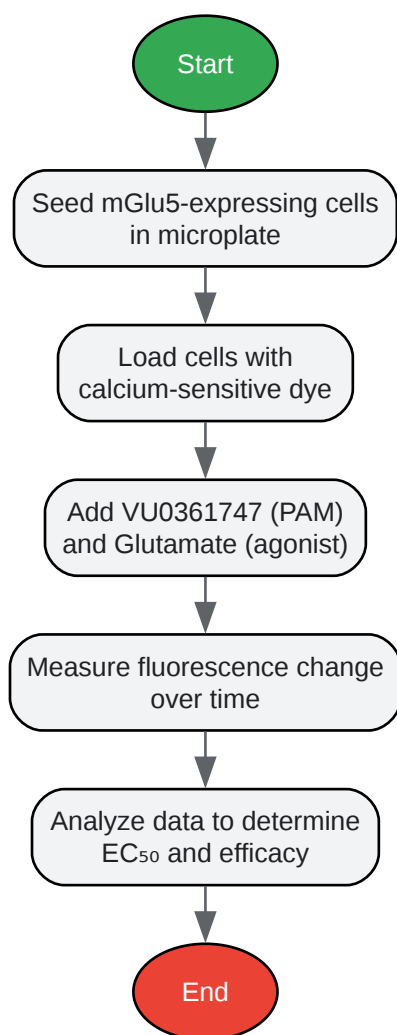 Start
Seed mGlu5-expressing cells
in microplate
Load cells with
calcium-sensitive dye
Add VU0361747 (PAM)
and Glutamate (agonist)
Measure fluorescence change
over time
Analyze data to determine
EC₅₀ and efficacy
End